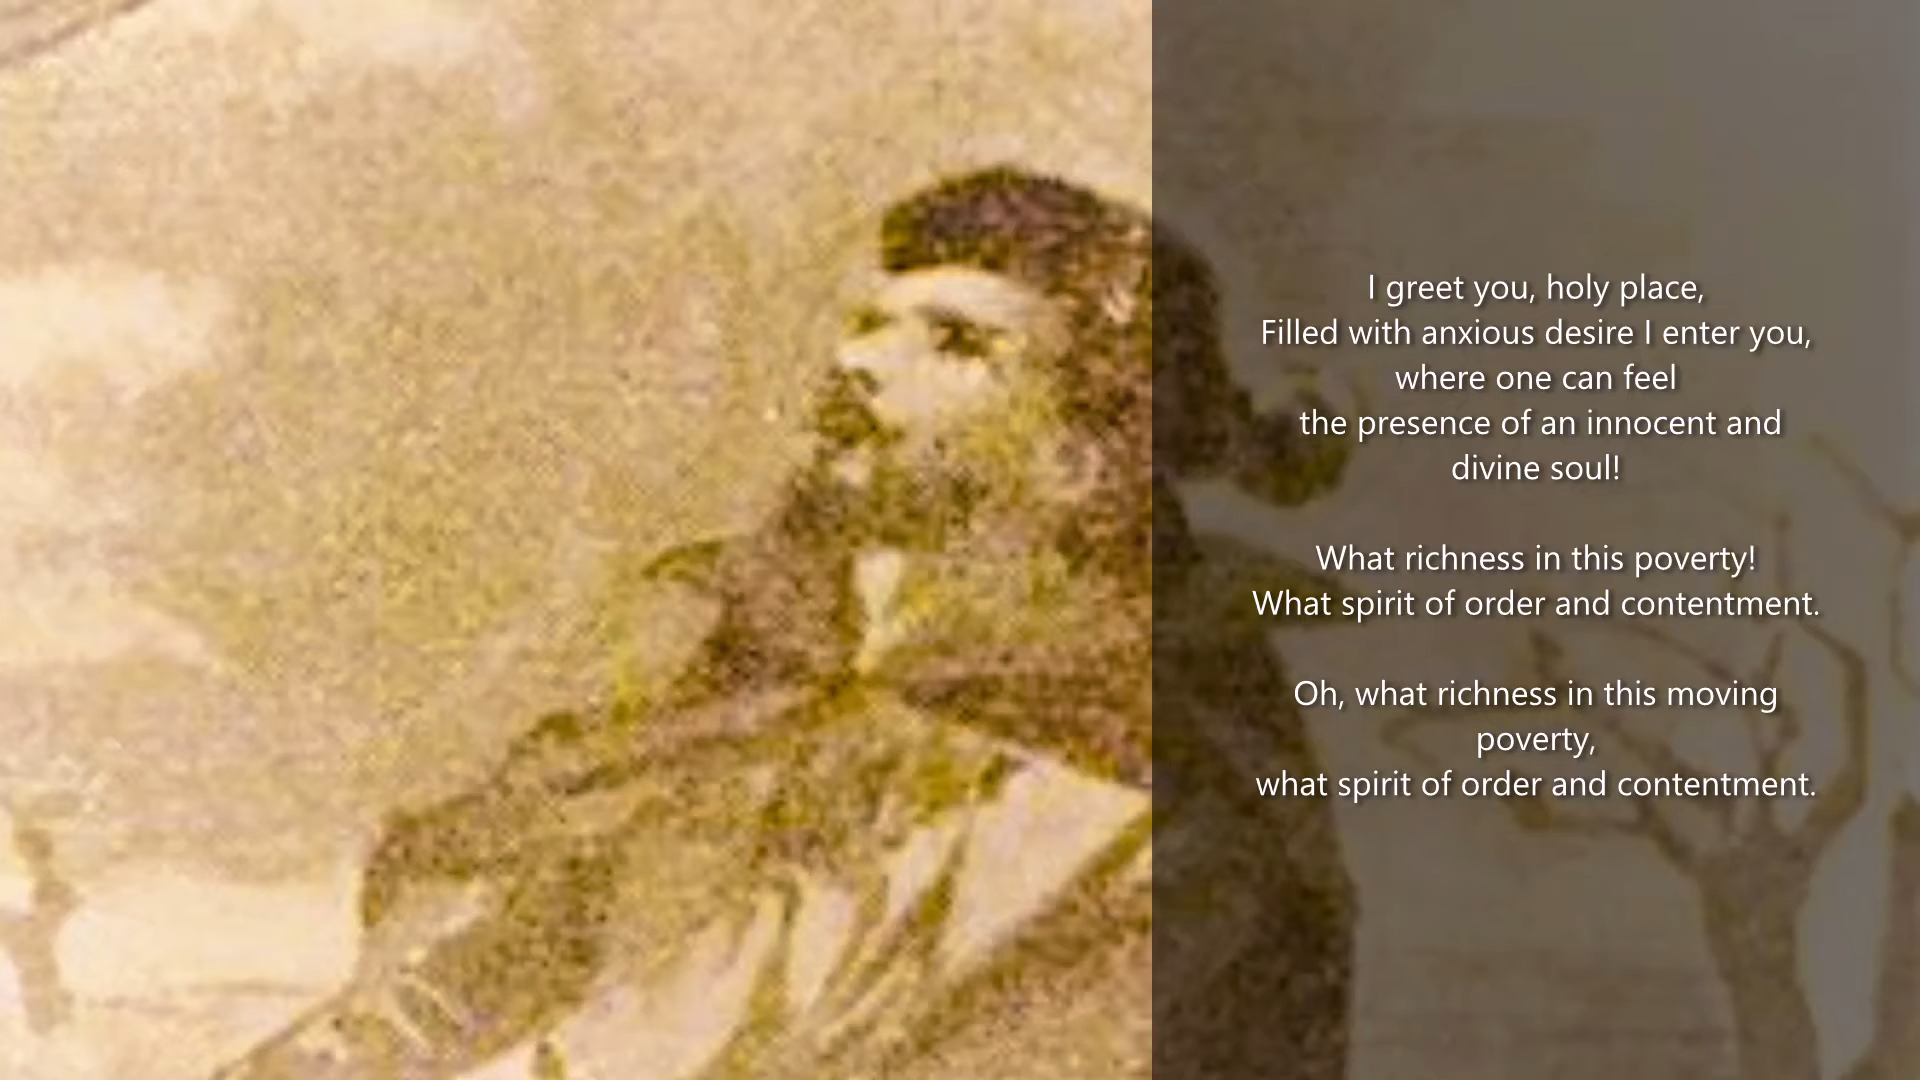 I greet you, holy place,
Filled with anxious desire I enter you,
where one can feel
the presence of an innocent and
divine soul!
What richness in this poverty!
What spirit of order and contentment.
Oh, what richness in this moving
poverty,
what spirit of order and contentment.